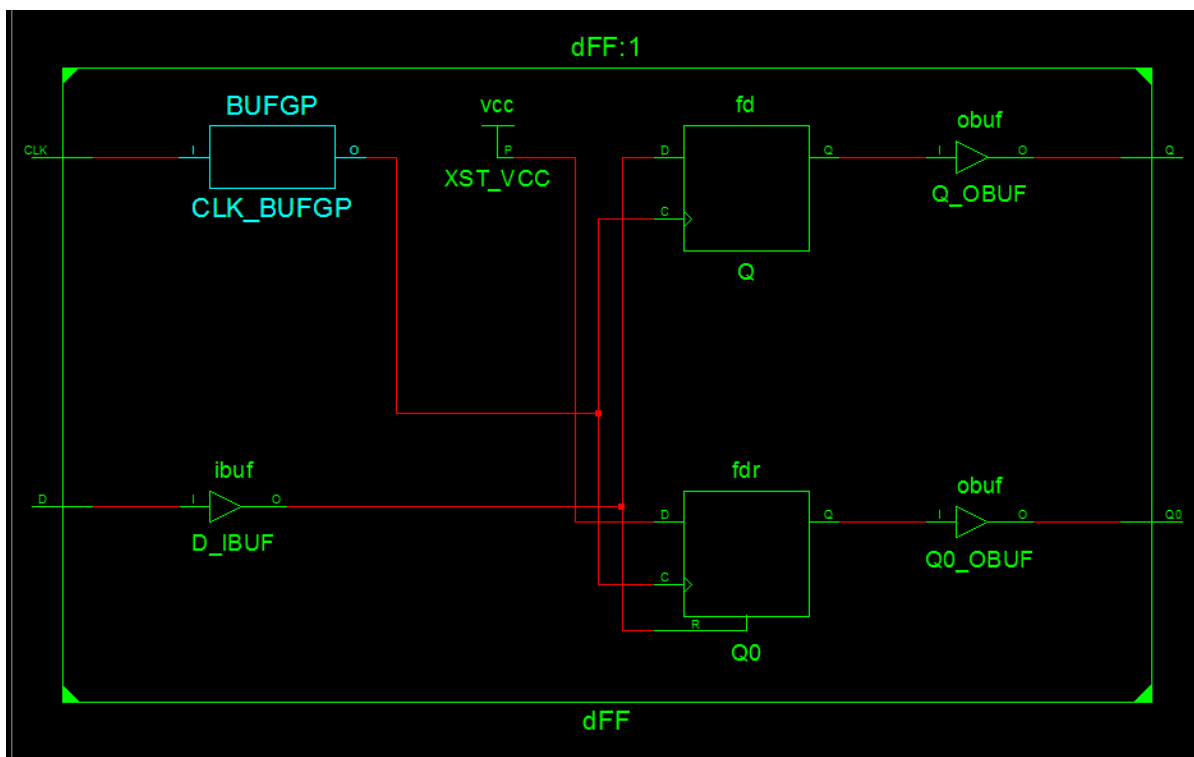 dFF:1
BUFGP
vcc
fd
obuf
CLK
I
O
P
D
Q
I
O
Q
XST_VCC
CLK_BUFGP
Q_OBUF
C
Q
ibuf
fdr
obuf
D
I
O
D
Q
I
O
Q0
D_IBUF
Q0_OBUF
C
R
Q0
dFF